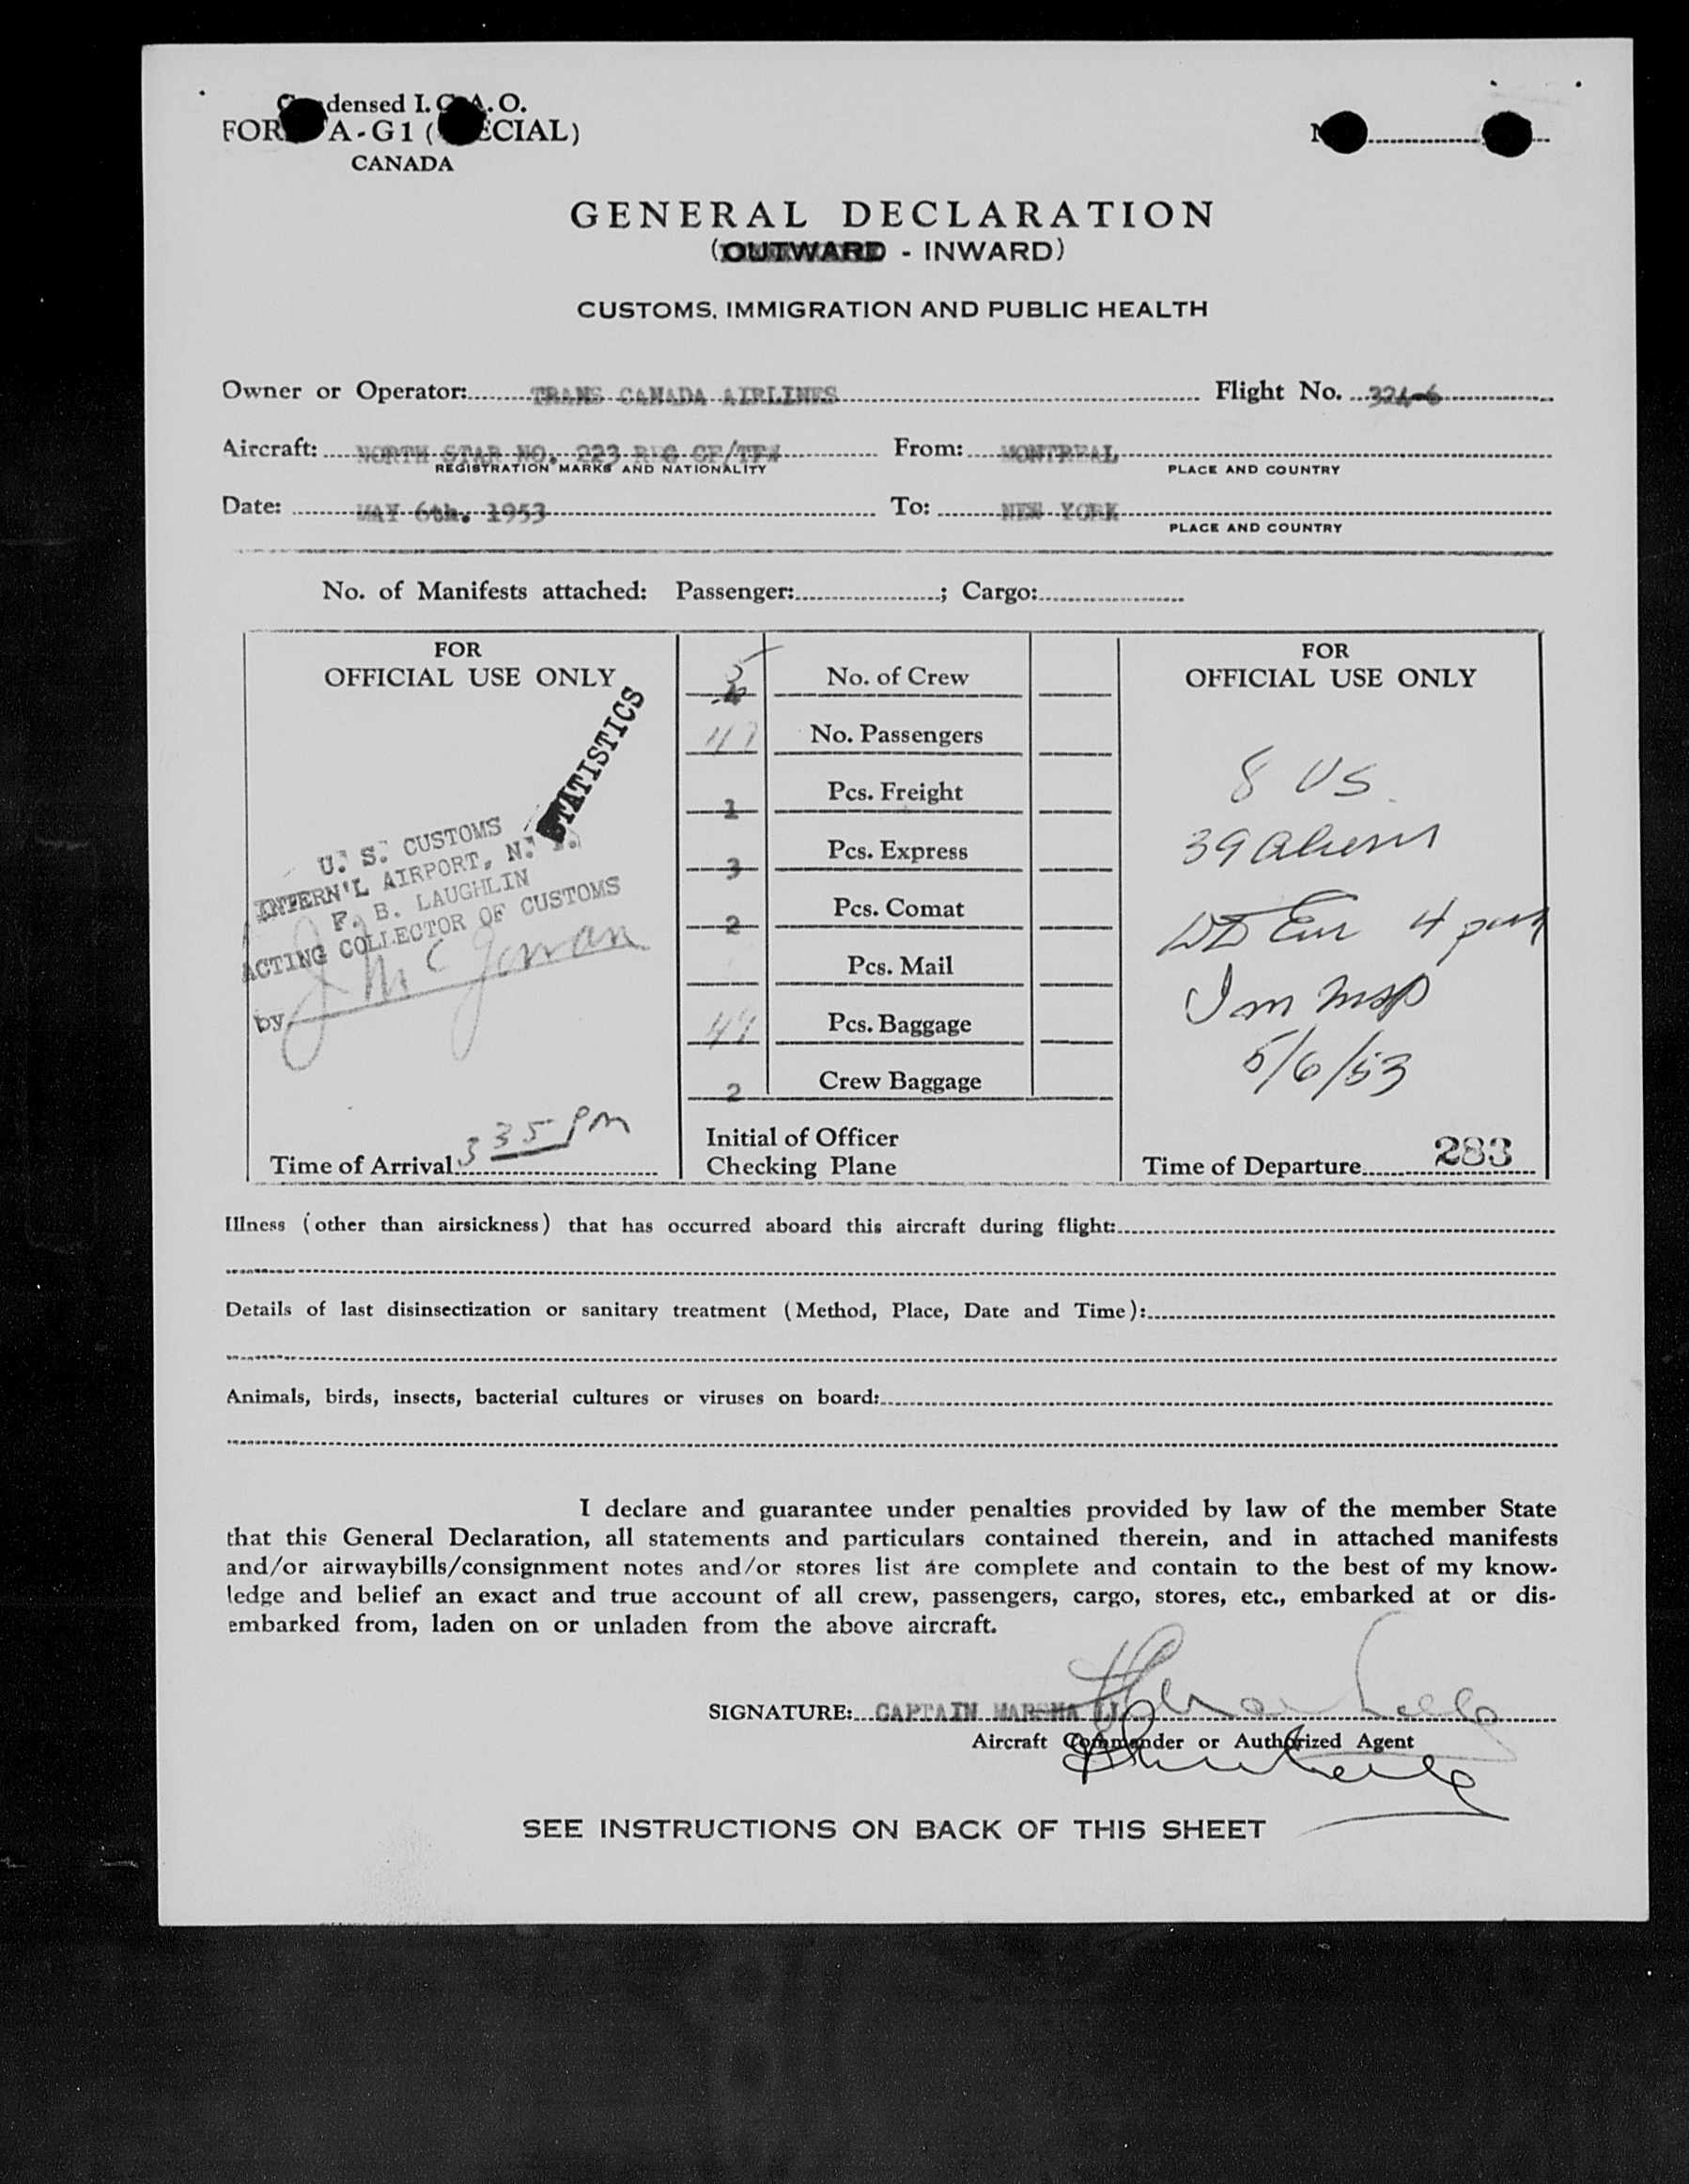 Condensed I.C.A.O.
FORM A-G1 (SPECIAL)
CANADA
GENERAL DECLARATION
(OUTWARD - INWARD)
CUSTOMS, IMMIGRATION AND PUBLIC HEALTH
Owner or Operator: TRANS CANADA AIRLINES Flight No. 324-6
Aircraft: NORTH STAR NO. 223 REG CF/TFW From: MONTREAL
REGISTRATION MARKS AND NATIONALITY PLACE AND COUNTRY
Date: MAY 6th. 1953 To: NEW YORK
PLACE AND COUNTRY
No. of Manifests attached: Passenger: ; Cargo:
FOR
OFFICIAL USE ONLY
STATISTICS
U. S. CUSTOMS
INTERN'L AIRPORT, N. Y.
F. B. LAUGHLIN
ACTING COLLECTOR OF CUSTOMS
by J McGowan
Time of Arrival 3 35 PM
5 No. of Crew
47 No. Passengers
1 Pcs. Freight
3 Pcs. Express
2 Pcs. Comat
Pcs. Mail
Pcs. Baggage
2 Crew Baggage
Initial of Officer
Checking Plane
FOR
OFFICIAL USE ONLY
8 US
39 Aliens
4
5/6/53
283
Time of Departure
Illness (other than airsickness) that has occurred aboard this aircraft during flight:
Details of last disinsectization or sanitary treatment (Method, Place, Date and Time):
Animals, birds, insects, bacterial cultures or viruses on board:
I declare and guarantee under penalties provided by law of the member State
that this General Declaration, all statements and particulars contained therein, and in attached manifests
and/or airwaybills/consignment notes and/or stores list are complete and contain to the best of my know-
ledge and belief an exact and true account of all crew, passengers, cargo, stores, etc., embarked at or dis-
embarked from, laden on or unladen from the above aircraft.
SIGNATURE: CAPTAIN MARSHALL
Aircraft Commander or Authorized Agent
SEE INSTRUCTIONS ON BACK OF THIS SHEET